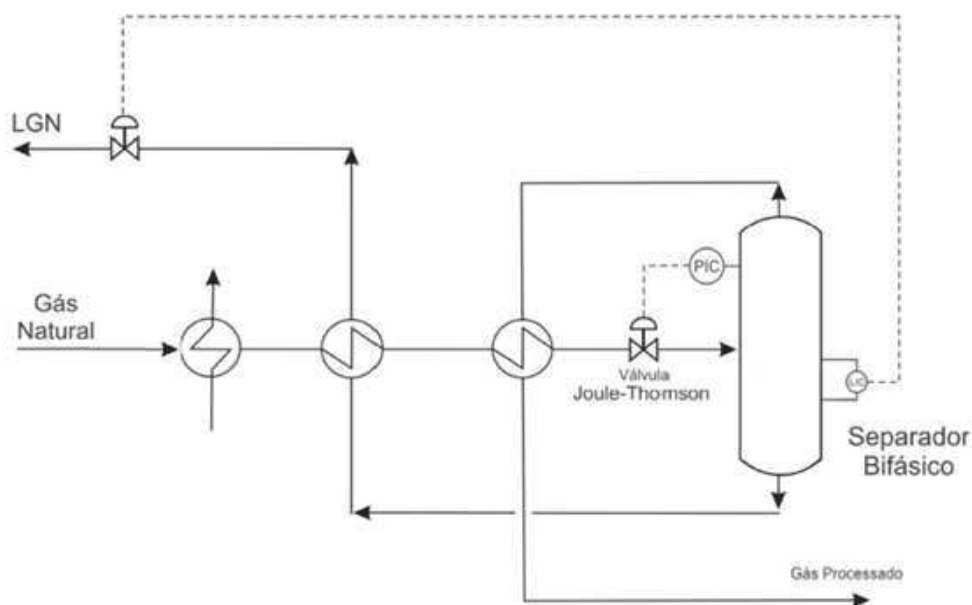 LGN
Gás
Natural
PIC
Válvula
Joule-Thomson
LIC
Separador
Bifásico
Gás Processado